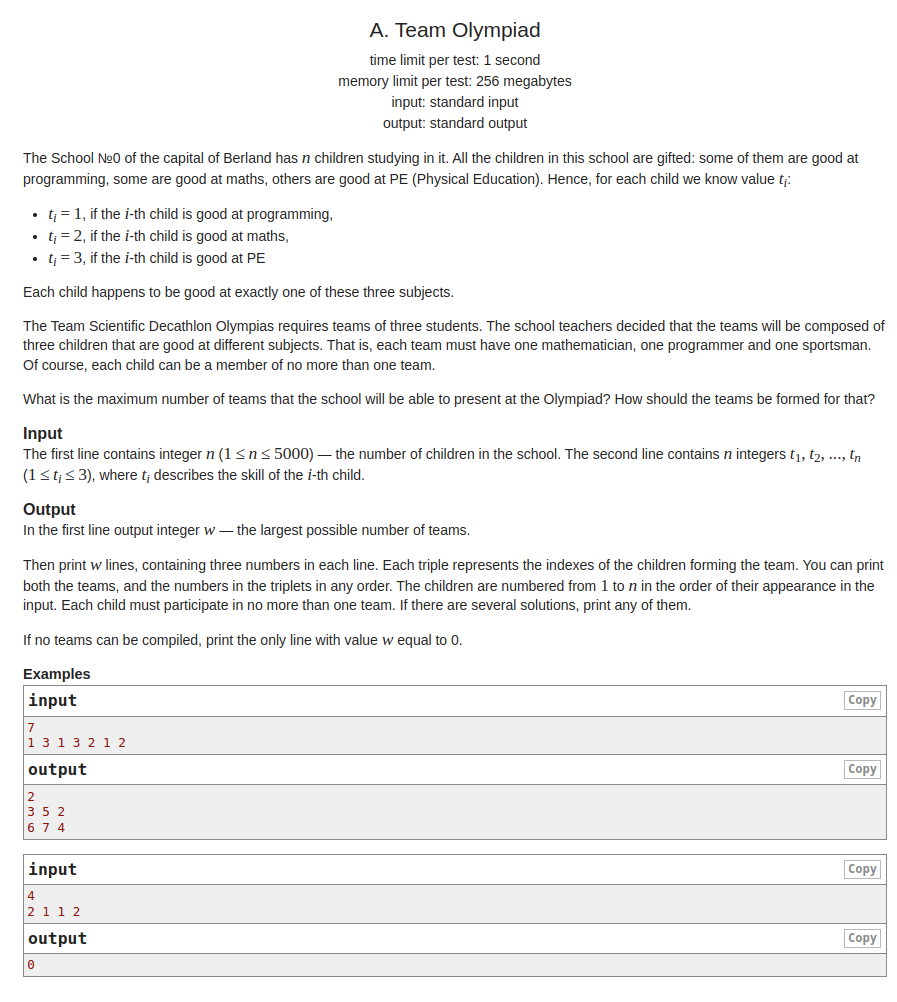 A. Team Olympiad
time limit per test: 1 second
memory limit per test: 256 megabytes
input: standard input
output: standard output
The School №0 of the capital of Berland has n children studying in it. All the children in this school are gifted: some of them are good at
programming, some are good at maths, others are good at PE (Physical Education). Hence, for each child we know value tᵢ:
• tᵢ = 1, if the i-th child is good at programming,
• tᵢ = 2, if the i-th child is good at maths,
• tᵢ = 3, if the i-th child is good at PE
Each child happens to be good at exactly one of these three subjects.
The Team Scientific Decathlon Olympias requires teams of three students. The school teachers decided that the teams will be composed of
three children that are good at different subjects. That is, each team must have one mathematician, one programmer and one sportsman.
Of course, each child can be a member of no more than one team.
What is the maximum number of teams that the school will be able to present at the Olympiad? How should the teams be formed for that?
Input
The first line contains integer n (1 ≤ n ≤ 5000) — the number of children in the school. The second line contains n integers t₁, t₂, ..., tₙ
(1 ≤ tᵢ ≤ 3), where tᵢ describes the skill of the i-th child.
Output
In the first line output integer w — the largest possible number of teams.
Then print w lines, containing three numbers in each line. Each triple represents the indexes of the children forming the team. You can print
both the teams, and the numbers in the triplets in any order. The children are numbered from 1 to n in the order of their appearance in the
input. Each child must participate in no more than one team. If there are several solutions, print any of them.
If no teams can be compiled, print the only line with value w equal to 0.
Examples
input Copy
7
1 3 1 3 2 1 2
output Copy
2
3 5 2
6 7 4
input Copy
4
2 1 1 2
output Copy
0